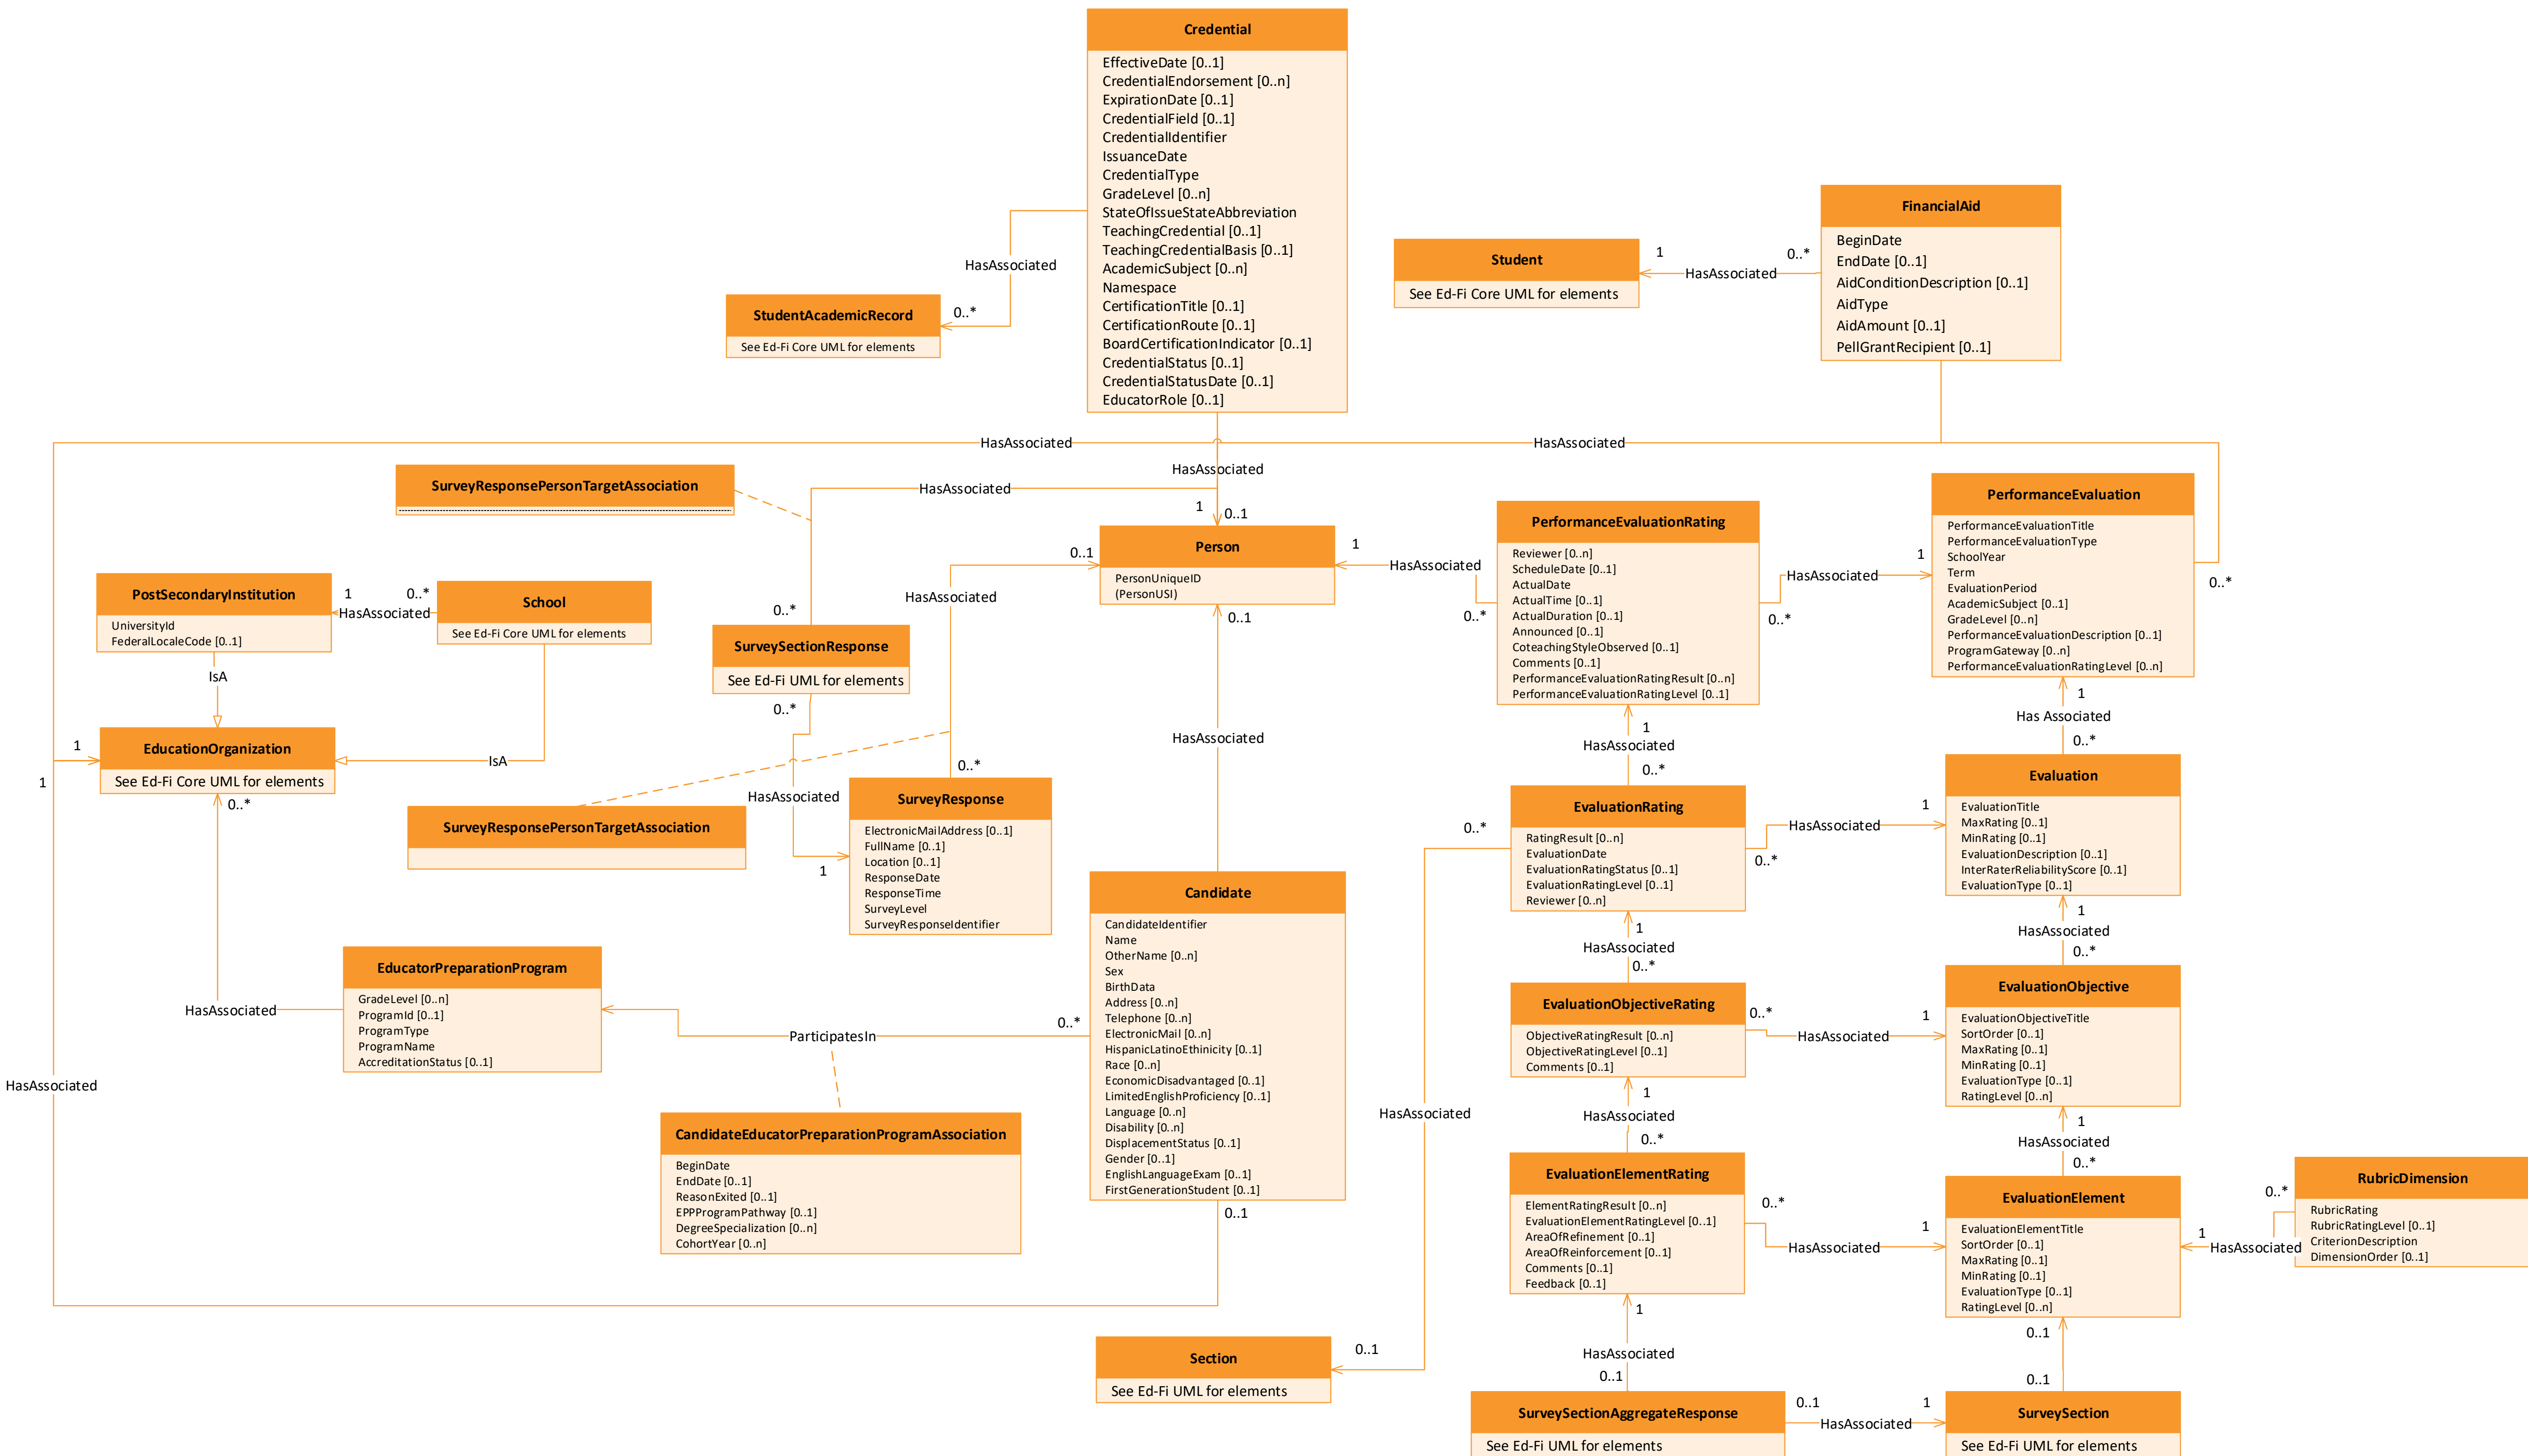 Credential
EffectiveDate [0..1]
CredentialEndorsement [0..n]
ExpirationDate [0..1]
CredentialField [0..1]
CredentialIdentifier
IssuanceDate
CredentialType
GradeLevel [0..n]
StateOfIssueStateAbbreviation
TeachingCredential [0..1]
TeachingCredentialBasis [0..1]
AcademicSubject [0..n]
Namespace
CertificationTitle [0..1]
CertificationRoute [0..1]
BoardCertificationIndicator [0..1]
CredentialStatus [0..1]
CredentialStatusDate [0..1]
EducatorRole [0..1]
HasAssociated
0..*
StudentAcademicRecord
See Ed-Fi Core UML for elements
Student
See Ed-Fi Core UML for elements
1
HasAssociated
0..*
FinancialAid
BeginDate
EndDate [0..1]
AidConditionDescription [0..1]
AidType
AidAmount [0..1]
PellGrantRecipient [0..1]
HasAssociated
HasAssociated
HasAssociated
HasAssociated
1
0..1
SurveyResponsePersonTargetAssociation
Person
PersonUniqueID
(PersonUSI)
0..1
HasAssociated
0..1
1
HasAssociated
0..*
PerformanceEvaluationRating
Reviewer [0..n]
ScheduleDate [0..1]
ActualDate
ActualTime [0..1]
ActualDuration [0..1]
Announced [0..1]
CoteachingStyleObserved [0..1]
Comments [0..1]
PerformanceEvaluationRatingResult [0..n]
PerformanceEvaluationRatingLevel [0..1]
1
HasAssociated
0..*
PerformanceEvaluation
PerformanceEvaluationTitle
PerformanceEvaluationType
SchoolYear
Term
EvaluationPeriod
AcademicSubject [0..1]
GradeLevel [0..n]
PerformanceEvaluationDescription [0..1]
ProgramGateway [0..n]
PerformanceEvaluationRatingLevel [0..n]
0..*
PostSecondaryInstitution
UniversityId
FederalLocaleCode [0..1]
1
HasAssociated
0..*
School
See Ed-Fi Core UML for elements
IsA
IsA
EducationOrganization
See Ed-Fi Core UML for elements
1
1
0..*
0..*
SurveySectionResponse
See Ed-Fi UML for elements
0..*
HasAssociated
1
0..*
SurveyResponse
ElectronicMailAddress [0..1]
FullName [0..1]
Location [0..1]
ResponseDate
ResponseTime
SurveyLevel
SurveyResponseIdentifier
SurveyResponsePersonTargetAssociation
HasAssociated
Candidate
CandidateIdentifier
Name
OtherName [0..n]
Sex
BirthData
Address [0..n]
Telephone [0..n]
ElectronicMail [0..n]
HispanicLatinoEthinicity [0..1]
Race [0..n]
EconomicDisadvantaged [0..1]
LimitedEnglishProficiency [0..1]
Language [0..n]
Disability [0..n]
DisplacementStatus [0..1]
Gender [0..1]
EnglishLanguageExam [0..1]
FirstGenerationStudent [0..1]
0..1
EducatorPreparationProgram
GradeLevel [0..n]
ProgramId [0..1]
ProgramType
ProgramName
AccreditationStatus [0..1]
HasAssociated
ParticipatesIn
0..*
HasAssociated
CandidateEducatorPreparationProgramAssociation
BeginDate
EndDate [0..1]
ReasonExited [0..1]
EPPProgramPathway [0..1]
DegreeSpecialization [0..n]
CohortYear [0..n]
1
HasAssociated
0..*
1
Has Associated
0..*
EvaluationRating
RatingResult [0..n]
EvaluationDate
EvaluationRatingStatus [0..1]
EvaluationRatingLevel [0..1]
Reviewer [0..n]
0..*
1
HasAssociated
0..*
Evaluation
EvaluationTitle
MaxRating [0..1]
MinRating [0..1]
EvaluationDescription [0..1]
InterRaterReliabilityScore [0..1]
EvaluationType [0..1]
1
HasAssociated
0..*
1
HasAssociated
0..*
EvaluationObjectiveRating
ObjectiveRatingResult [0..n]
ObjectiveRatingLevel [0..1]
Comments [0..1]
0..*
HasAssociated
1
EvaluationObjective
EvaluationObjectiveTitle
SortOrder [0..1]
MaxRating [0..1]
MinRating [0..1]
EvaluationType [0..1]
RatingLevel [0..n]
1
HasAssociated
0..*
1
HasAssociated
0..*
HasAssociated
EvaluationElementRating
ElementRatingResult [0..n]
EvaluationElementRatingLevel [0..1]
AreaOfRefinement [0..1]
AreaOfReinforcement [0..1]
Comments [0..1]
Feedback [0..1]
0..*
HasAssociated
1
EvaluationElement
EvaluationElementTitle
SortOrder [0..1]
MaxRating [0..1]
MinRating [0..1]
EvaluationType [0..1]
RatingLevel [0..n]
1
HasAssociated
0..*
RubricDimension
RubricRating
RubricRatingLevel [0..1]
CriterionDescription
DimensionOrder [0..1]
Section
See Ed-Fi UML for elements
0..1
1
HasAssociated
0..1
0..1
0..1
SurveySectionAggregateResponse
See Ed-Fi UML for elements
0..1
HasAssociated
1
SurveySection
See Ed-Fi UML for elements